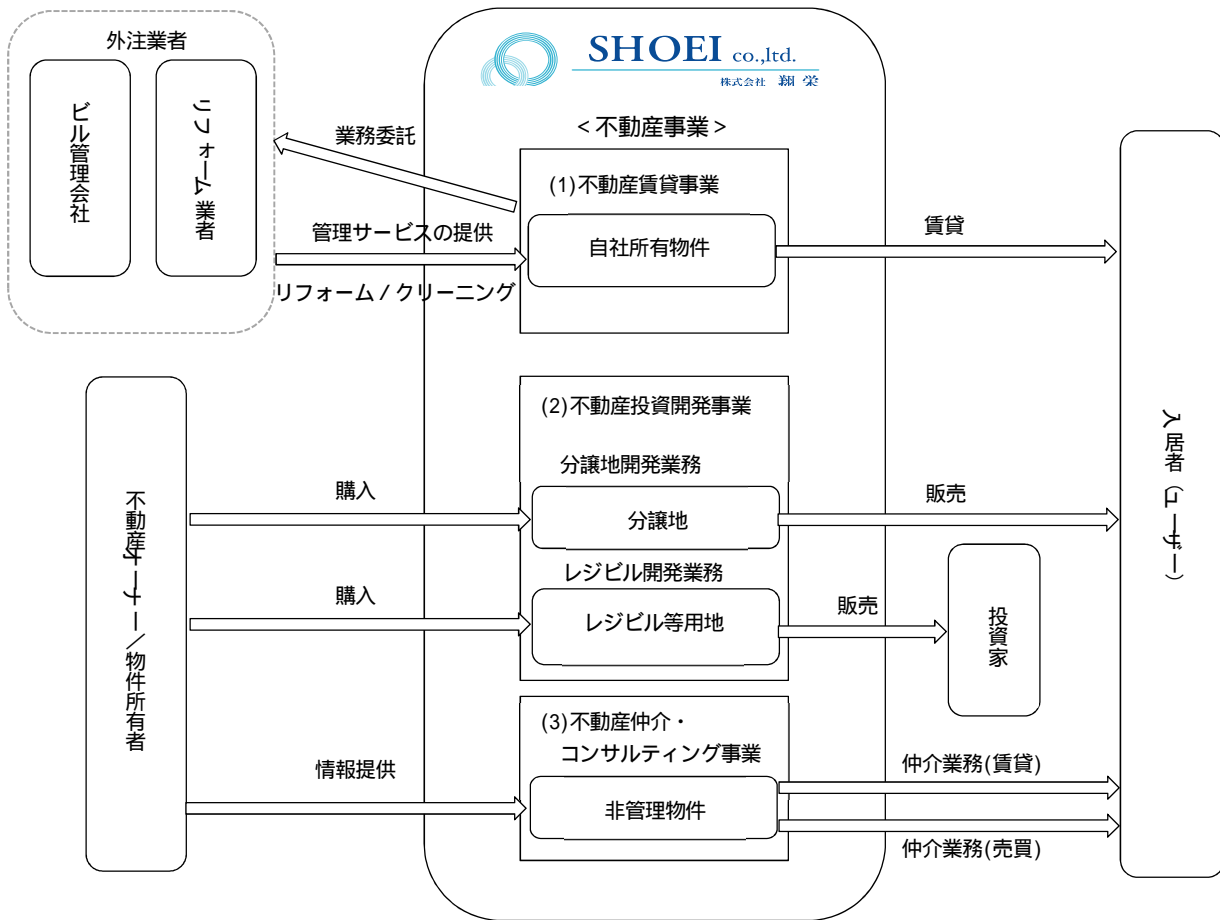 外注業者
ビル管理会社
リフォーム業者
SHOEI co.,ltd.
株式会社 翔栄
<不動産事業>
業務委託
管理サービスの提供
リフォーム/クリーニング
(1)不動産賃貸事業
自社所有物件
賃貸
不動産オーナー/物件所有者
(2)不動産投資開発事業
分譲地開発業務
購入
分譲地
販売
レジビル開発業務
購入
レジビル等用地
販売
投資家
(3)不動産仲介・
コンサルティング事業
情報提供
非管理物件
仲介業務(賃貸)
仲介業務(売買)
入居者(ユーザー)